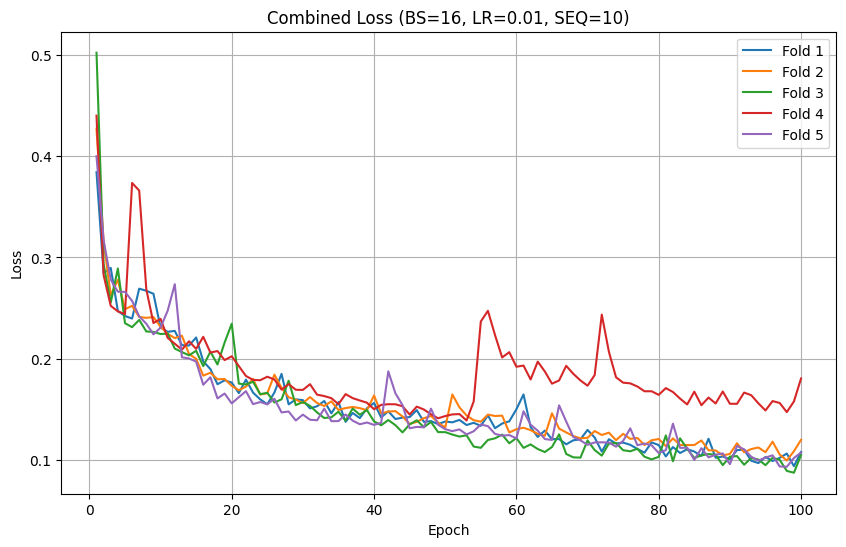 Combined Loss (BS=16, LR=0.01, SEQ=10)
Fold 1
Fold 2
Fold 3
Fold 4
Fold 5
Loss
0.5
0.4
0.3
0.2
0.1
0 20 40 60 80 100
Epoch